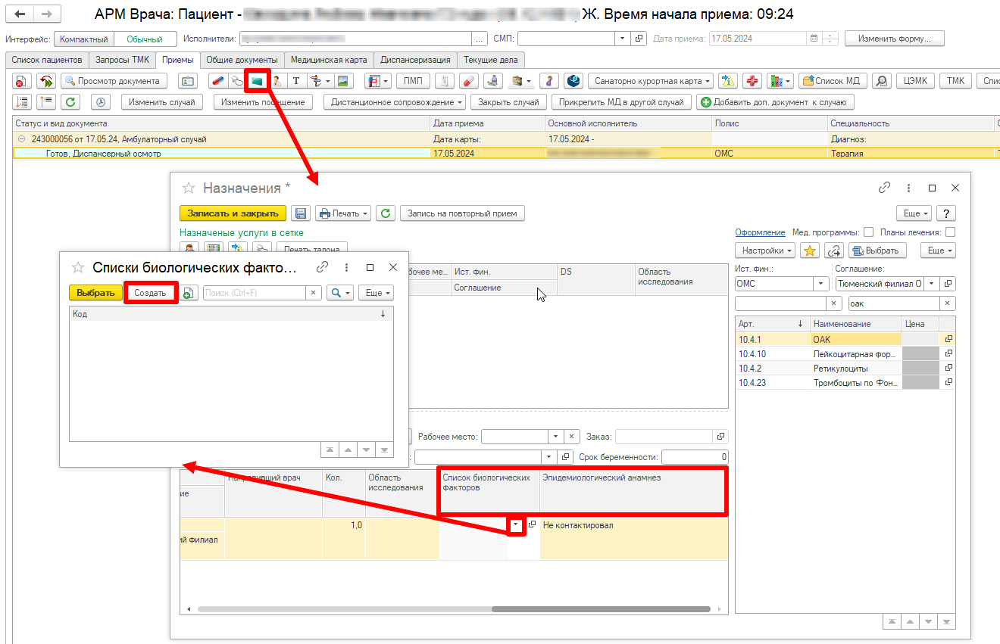 АРМ Врача: Пациент - Ж. Время начала приема: 09:24
Интерфейс: Компактный Обычный Исполнители: ... СМП: Дата приема: 17.05.2024 Изменить форму...
Список пациентов Запросы ТМК Приемы Общие документы Медицинская карта Диспансеризация Текущие дела
Просмотр документа Т ПМП Санаторно курортная карта Список МД ЦЭМК ТМК Спис
Изменить случай Изменить посещение Дистанционное сопровождение Закрыть случай Прикрепить МД в другой случай Добавить доп. документ к случаю
Статус и вид документа Дата приема Основной исполнитель Полис Специальность
243000056 от 17.05.24, Амбулаторный случай Дата карты: 17.05.2024 - Диагноз:
Готов, Диспансерный осмотр 17.05.2024 ОМС Терапия
Назначения *
Записать и закрыть Печать Запись на повторный прием Еще ?
Назначеные услуги в сетке Оформление Мед. программы: Планы лечения:
Печать талона Настройки Выбрать Еще
Списки биологических факто...
Выбрать Создать Поиск (Ctrl+F) × Еще
Код
бочее ме... Ист. фин. DS Область исследования
Соглашение
Ист. фин.: Соглашение:
ОМС Тюменский филиал О
оак
Арт. Наименование Цена
10.4.1 ОАК
10.4.10 Лейкоцитарная фор...
10.4.2 Ретикулоциты
10.4.23 Тромбоциты по Фон...
Рабочее место: Заказ:
Срок беременности: 0
Направивший врач Кол. Область Список биологических Эпидемиологический анамнез
ие исследования факторов
1,0 Не контактировал
ий филиал